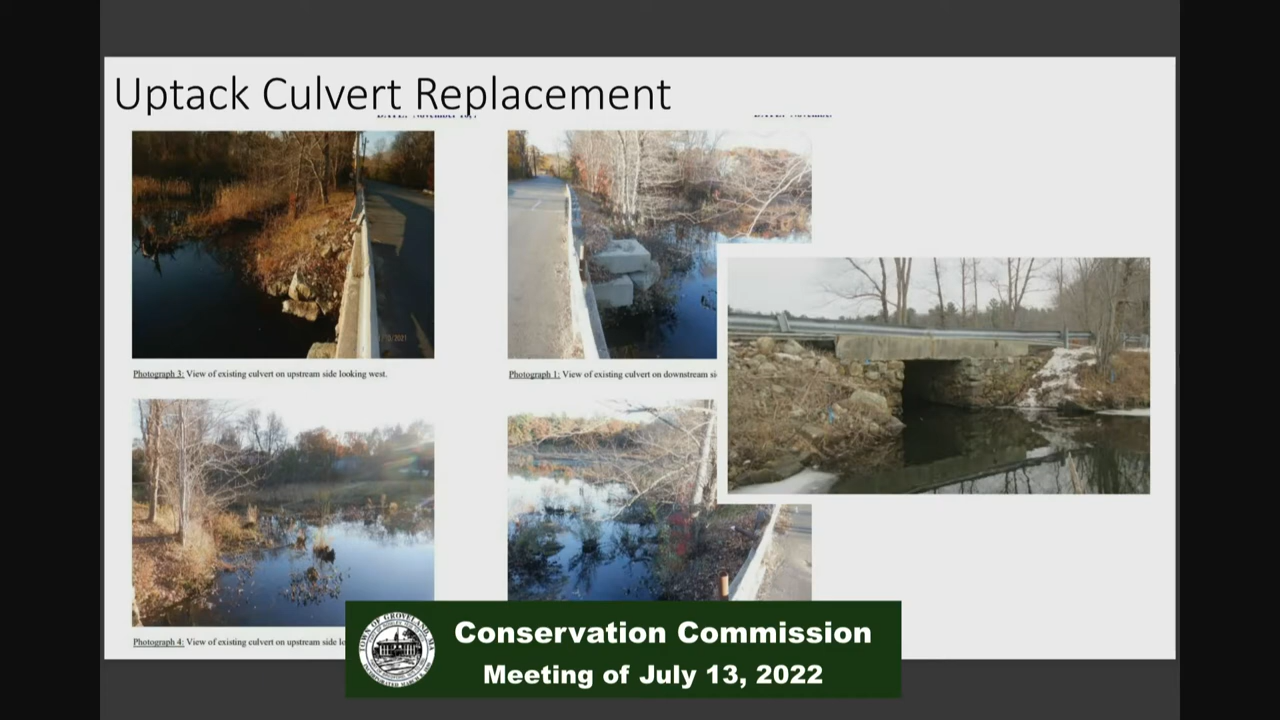 Uptack Culvert Replacement
Photograph 3: View of existing culvert on upstream side looking west.
Photograph 1: View of existing culvert on downstream si
Photograph 4: View of existing culvert on upstream side lo
Conservation Commission
Meeting of July 13, 2022